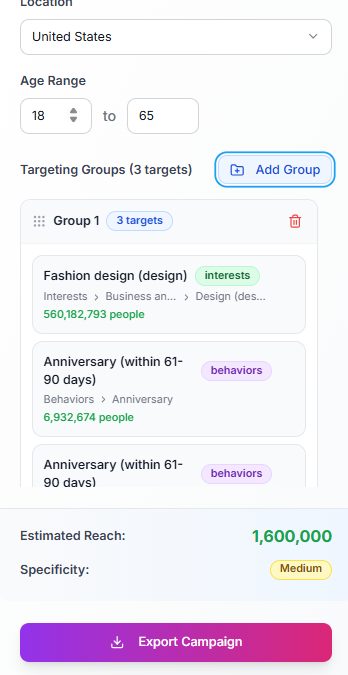 Location
United States
Age Range
18 to 65
Targeting Groups (3 targets) Add Group
Group 1 3 targets
Fashion design (design) interests
Interests > Business an... > Design (des...
560,182,793 people
Anniversary (within 61-
90 days) behaviors
Behaviors > Anniversary
6,932,674 people
Anniversary (within 61-
90 days) behaviors
Estimated Reach: 1,600,000
Specificity: Medium
Export Campaign